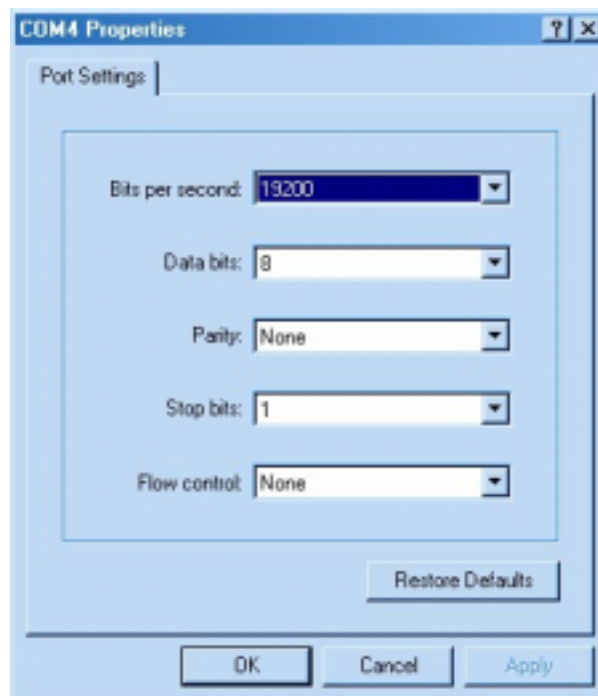 COM4 Properties
Port Settings
Bits per second: 19200
Data bits: 8
Parity: None
Stop bits: 1
Flow control: None
Restore Defaults
OK Cancel Apply